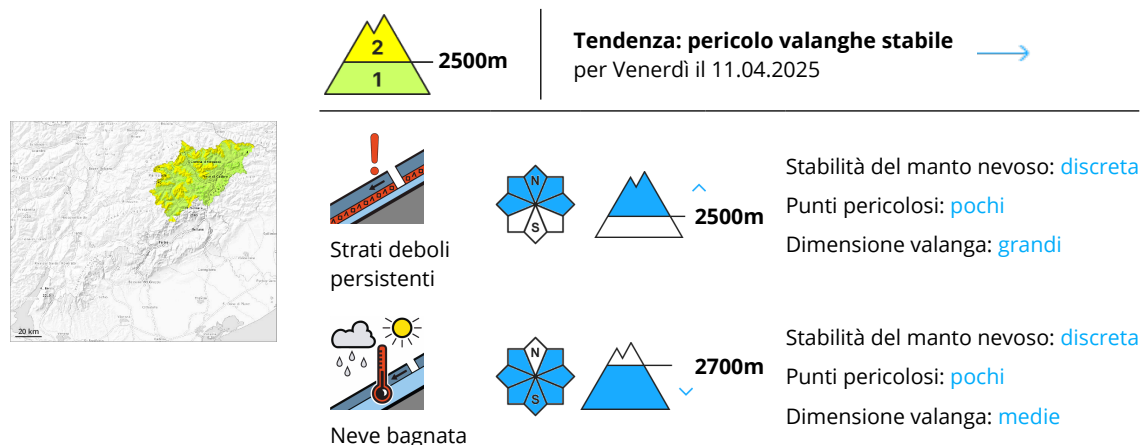 2
2500m
1
Tendenza: pericolo valanghe stabile
per Venerdì il 11.04.2025
20 km
Strati deboli
persistenti
N
S
2500m
Stabilità del manto nevoso: discreta
Punti pericolosi: pochi
Dimensione valanga: grandi
Neve bagnata
N
S
2700m
Stabilità del manto nevoso: discreta
Punti pericolosi: pochi
Dimensione valanga: medie